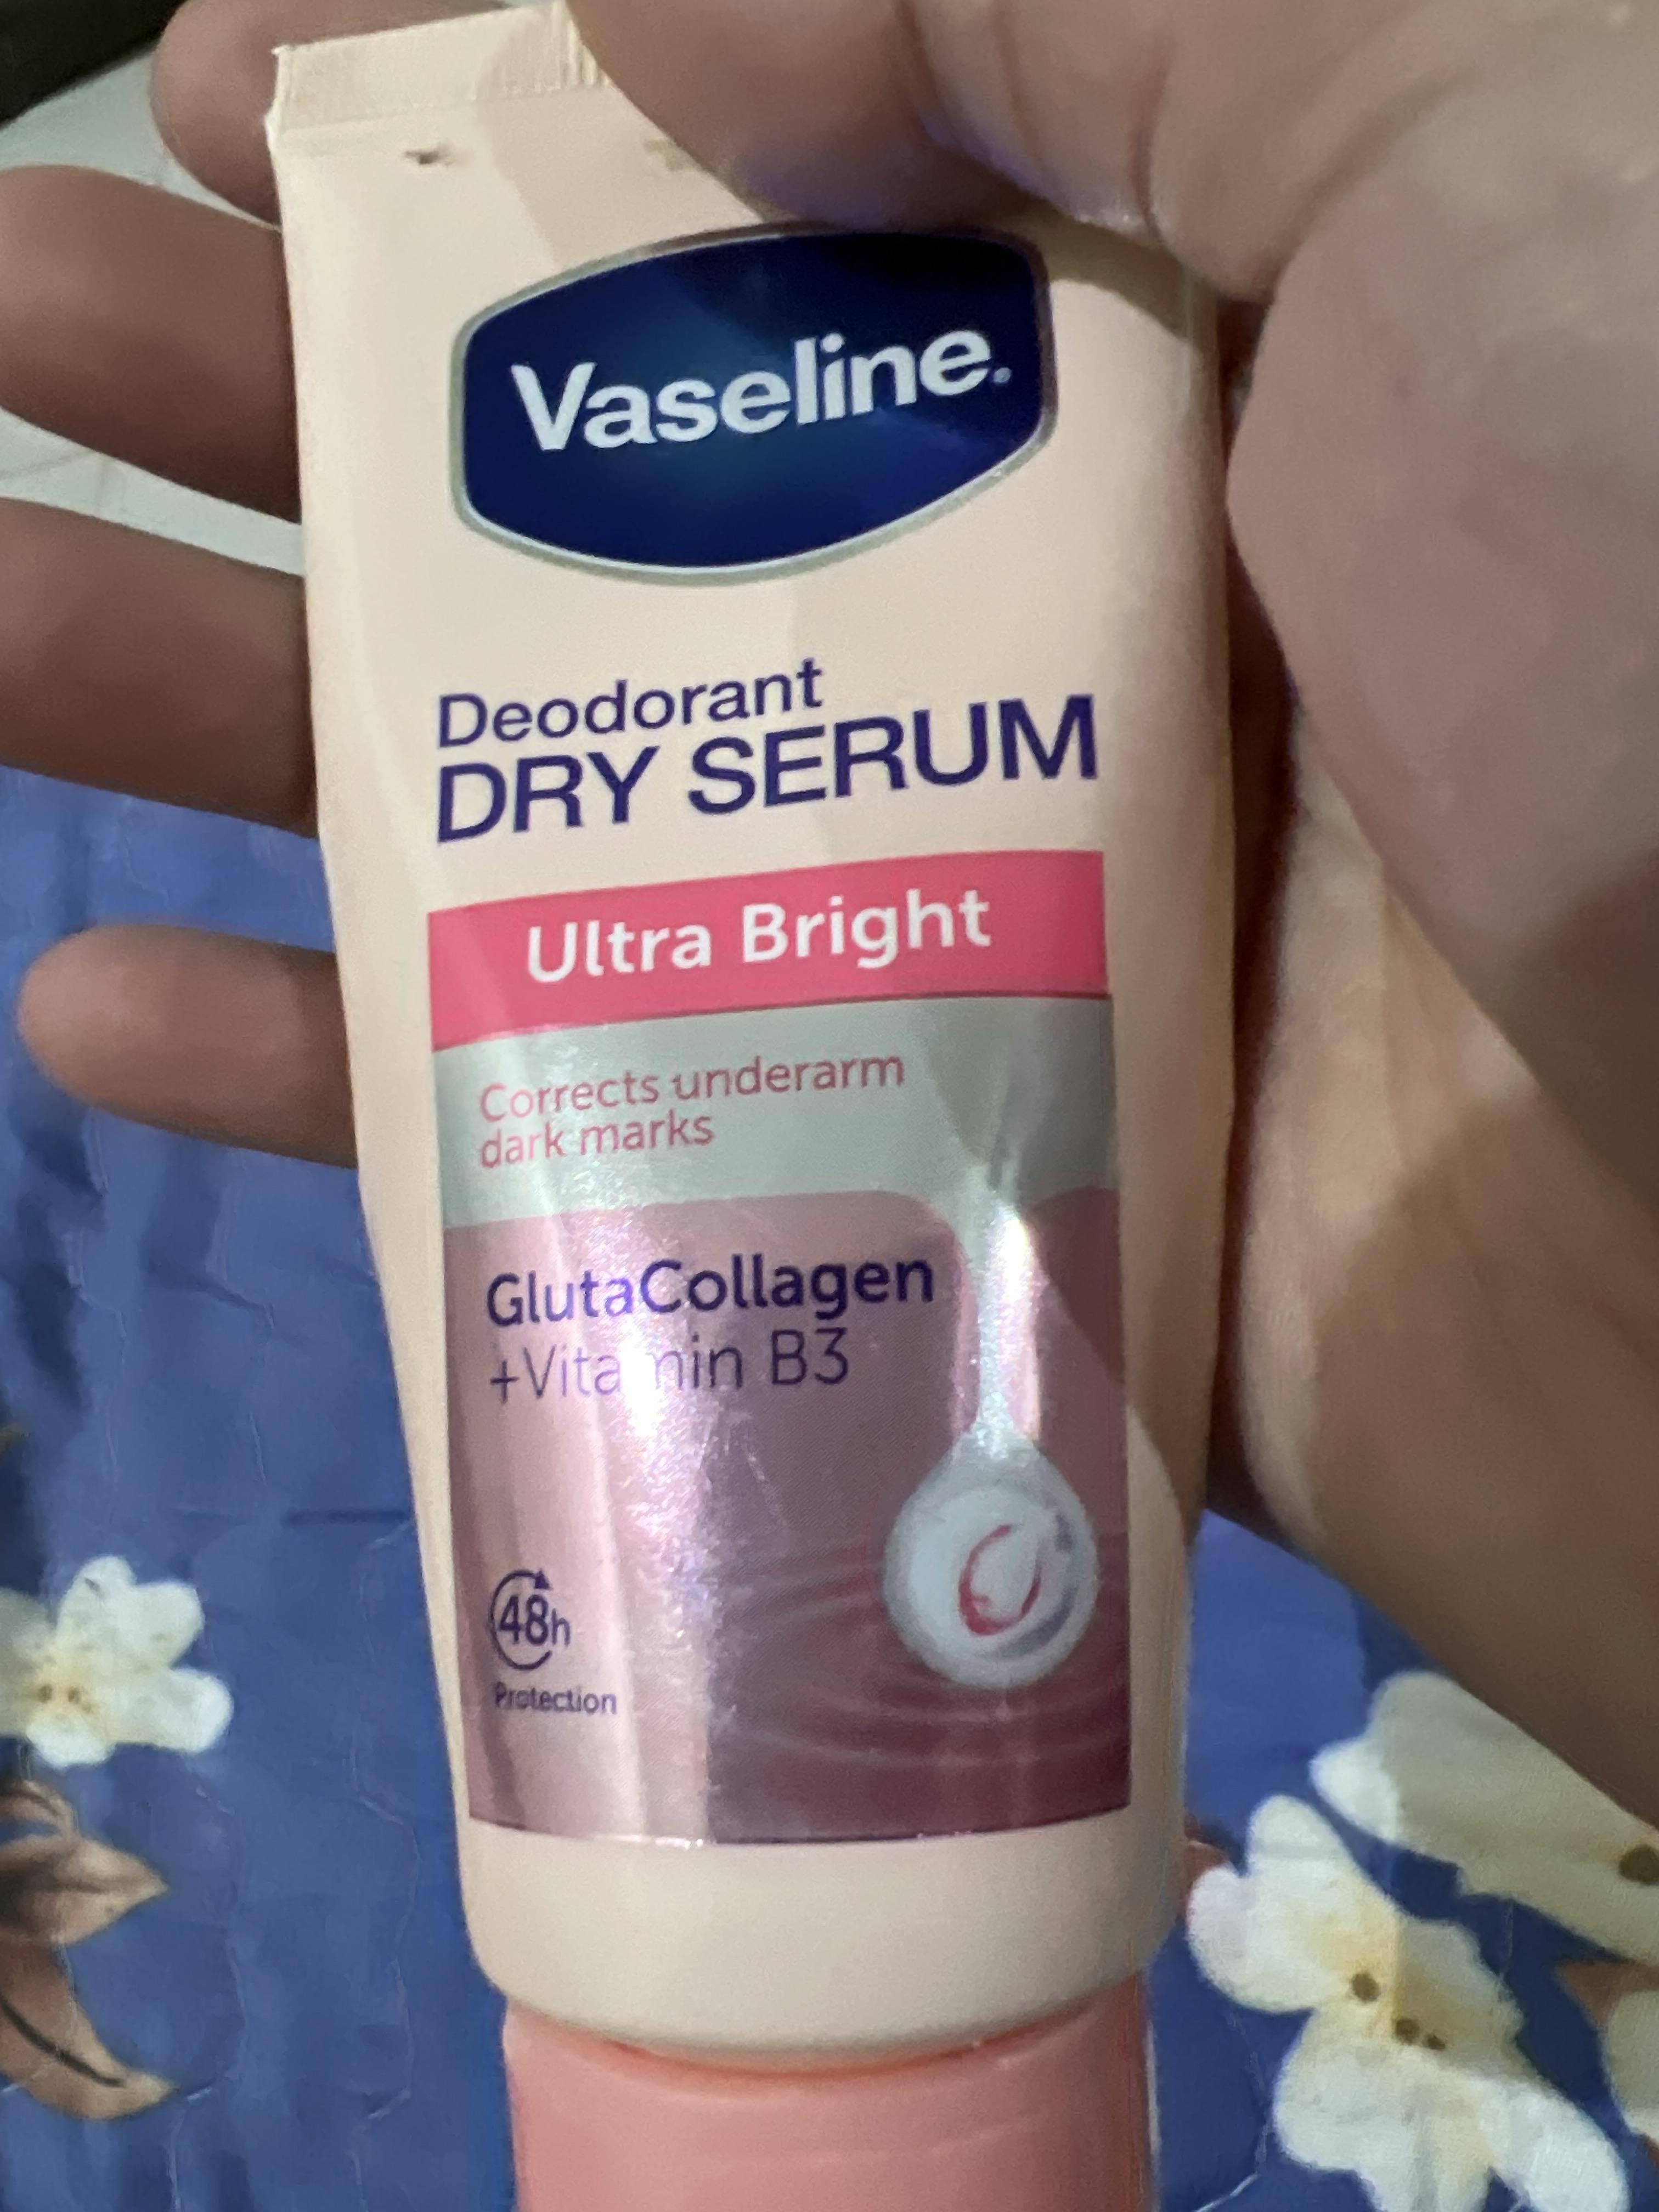 Vaseline.
Deodorant
DRY SERUM
Ultra Bright
Corrects underarm
dark marks
GlutaCollagen
+Vitamin B3
48h
Protection